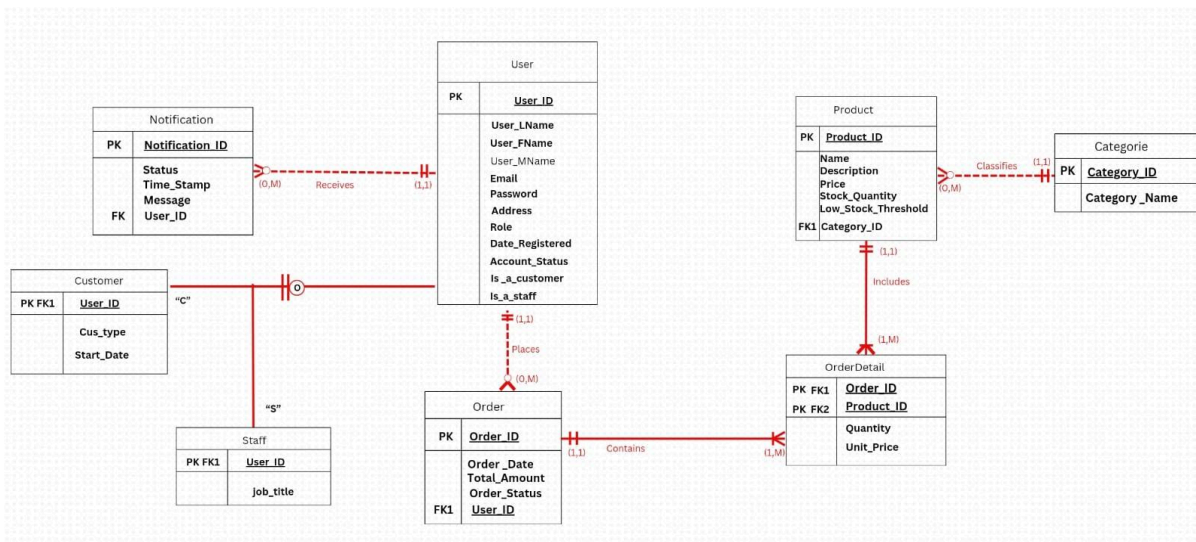 User
PK User_ID
User_LName
User_FName
User_MName
Email
Password
Address
Role
Date_Registered
Account_Status
Is _a_customer
Is_a_staff
Notification
PK Notification_ID
Status
Time_Stamp
Message
FK User_ID
(0,M) Receives (1,1)
Product
PK Product_ID
Name
Description
Price
Stock_Quantity
Low_Stock_Threshold
FK1 Category_ID
Classifies (1,1)
(0,M)
Categorie
PK Category_ID
Category _Name
Customer
PK FK1 User_ID
Cus_type
Start_Date
"C"
O
"S"
Staff
PK FK1 User_ID
Job_title
(1,1)
Places
(0,M)
Order
PK Order_ID
Order _Date
Total_Amount
Order_Status
FK1 User_ID
(1,1) Contains (1,M)
(1,1)
Includes
(1,M)
OrderDetail
PK FK1 Order_ID
PK FK2 Product_ID
Quantity
Unit_Price